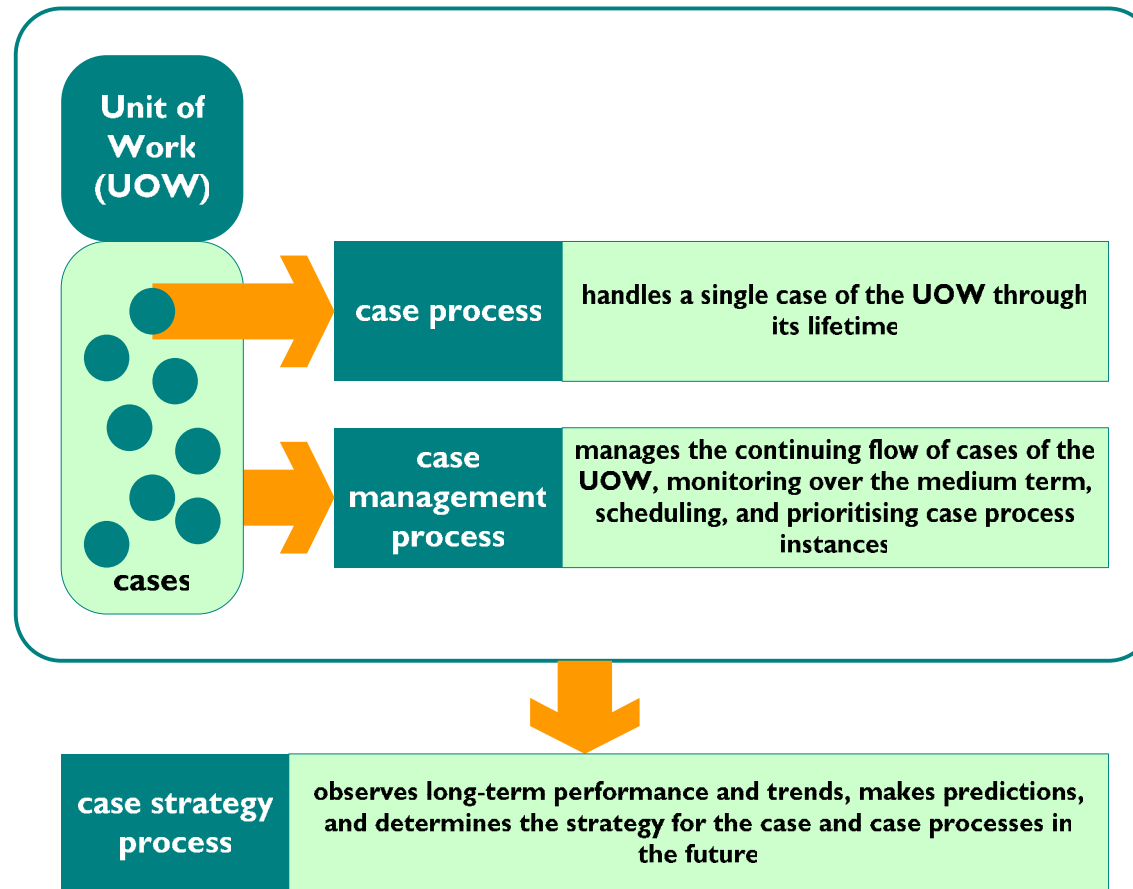 Unit of
Work
(UOW)
case process
handles a single case of the UOW through
its lifetime
case
management
process
manages the continuing flow of cases of the
UOW, monitoring over the medium term,
scheduling, and prioritising case process
instances
cases
case strategy
process
observes long-term performance and trends, makes predictions,
and determines the strategy for the case and case processes in
the future